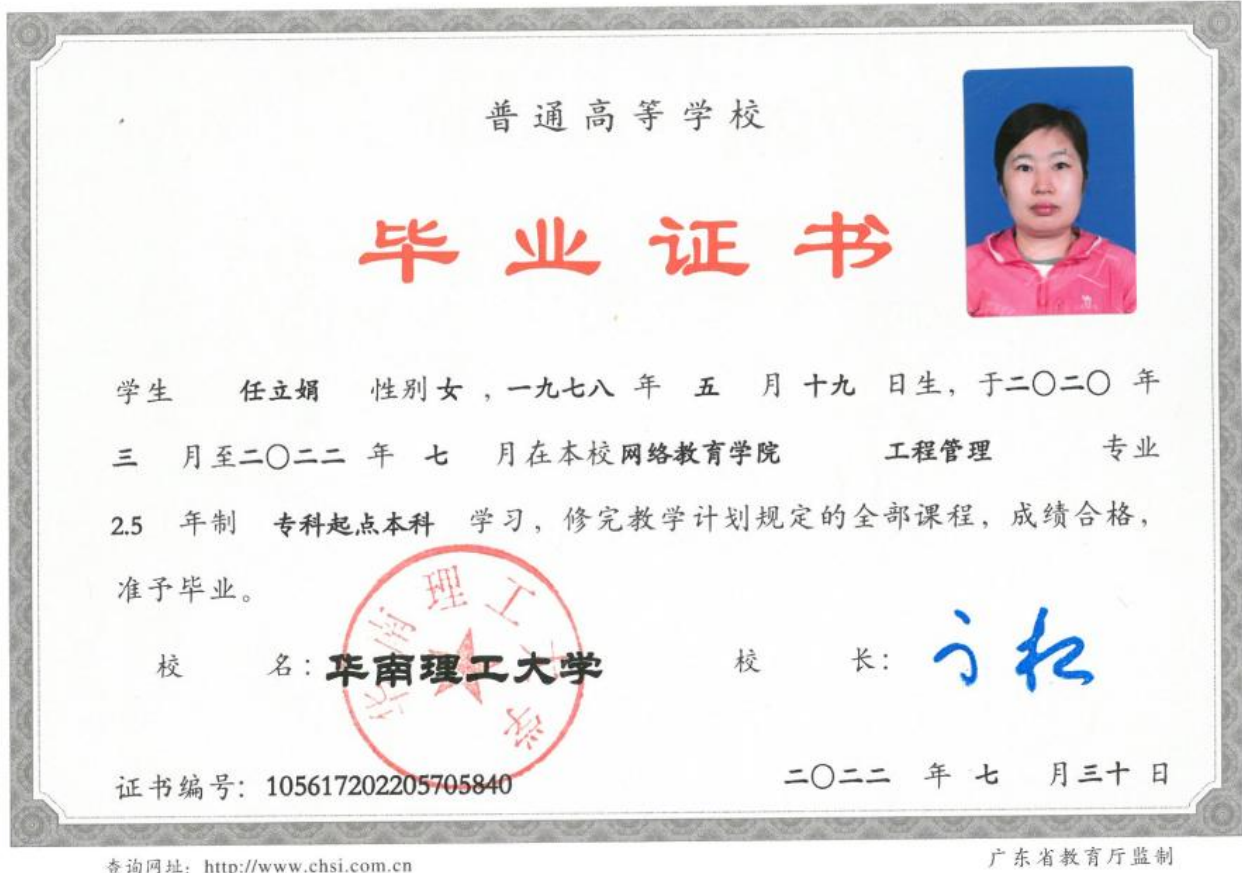 普通高等学校
毕业证书
学生 任立娟 性别 女 ，一九七八 年 五 月 十九 日生，于二〇二〇 年
三 月至二〇二二 年 七 月在本校 网络教育学院 工程管理 专业
2.5 年制 专科起点本科 学习，修完教学计划规定的全部课程，成绩合格，
准予毕业。
华南理工大学
校 名：华南理工大学 校 长：
证书编号：105617202205705840 二〇二二 年 七 月三十 日
查询网址：http://www.chsi.com.cn 广东省教育厅监制